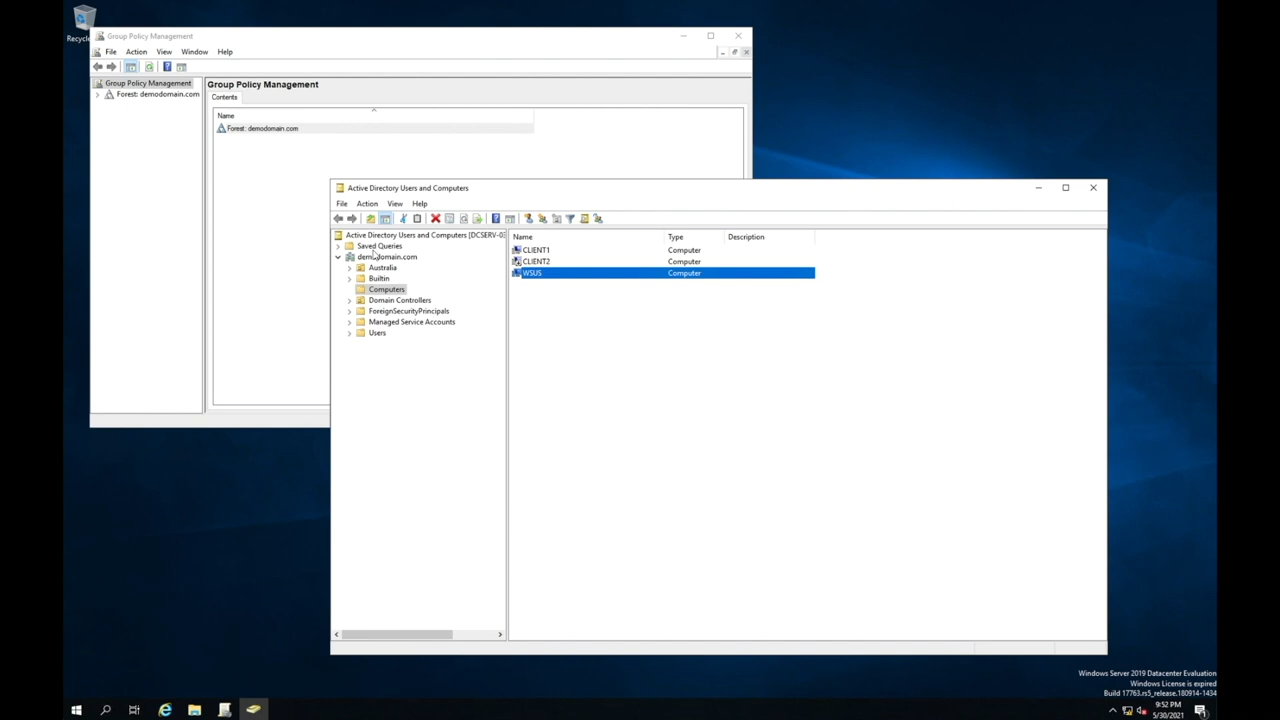 Recycle
Group Policy Management
File Action View Window Help
Group Policy Management
Forest: demodomain.com
Group Policy Management
Contents
Name
Forest: demodomain.com
Active Directory Users and Computers
File Action View Help
Active Directory Users and Computers [DCSERV-03
Saved Queries
demodomain.com
Australia
Builtin
Computers
Domain Controllers
ForeignSecurityPrincipals
Managed Service Accounts
Users
Name Type Description
CLIENT1 Computer
CLIENT2 Computer
WSUS Computer
Windows Server 2019 Datacenter Evaluation
Windows License is expired
Build 17763.rs5_release.180914-1434
9:52 PM
5/30/2021